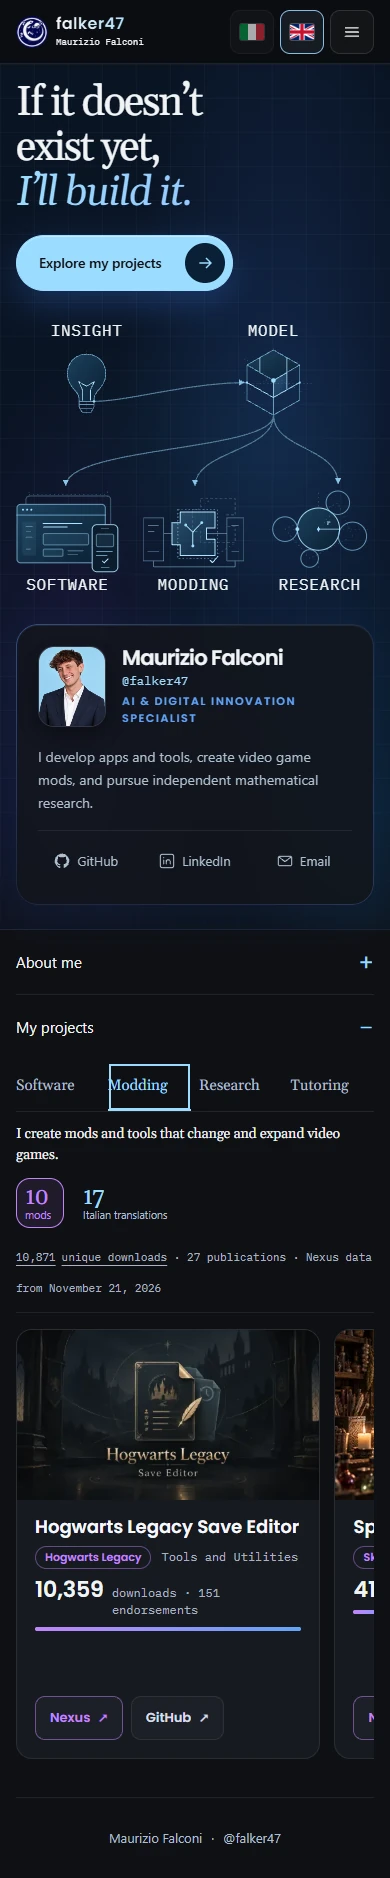 falker47
Maurizio Falconi
If it doesn't
exist yet,
I'll build it.
Explore my projects →
INSIGHT
MODEL
SOFTWARE
MODDING
RESEARCH
Maurizio Falconi
@falker47
AI & DIGITAL INNOVATION
SPECIALIST
I develop apps and tools, create video game
mods, and pursue independent mathematical
research.
GitHub
LinkedIn
Email
About me +
My projects −
Software Modding Research Tutoring
I create mods and tools that change and expand video
games.
10
mods
17
Italian translations
10,871 unique downloads · 27 publications · Nexus data
from November 21, 2026
Hogwarts Legacy
Save Editor
Hogwarts Legacy Save Editor
Hogwarts Legacy Tools and Utilities
10,359 downloads · 151
endorsements
Nexus ↗
GitHub ↗
Sp
Sk
41
N
Maurizio Falconi · @falker47